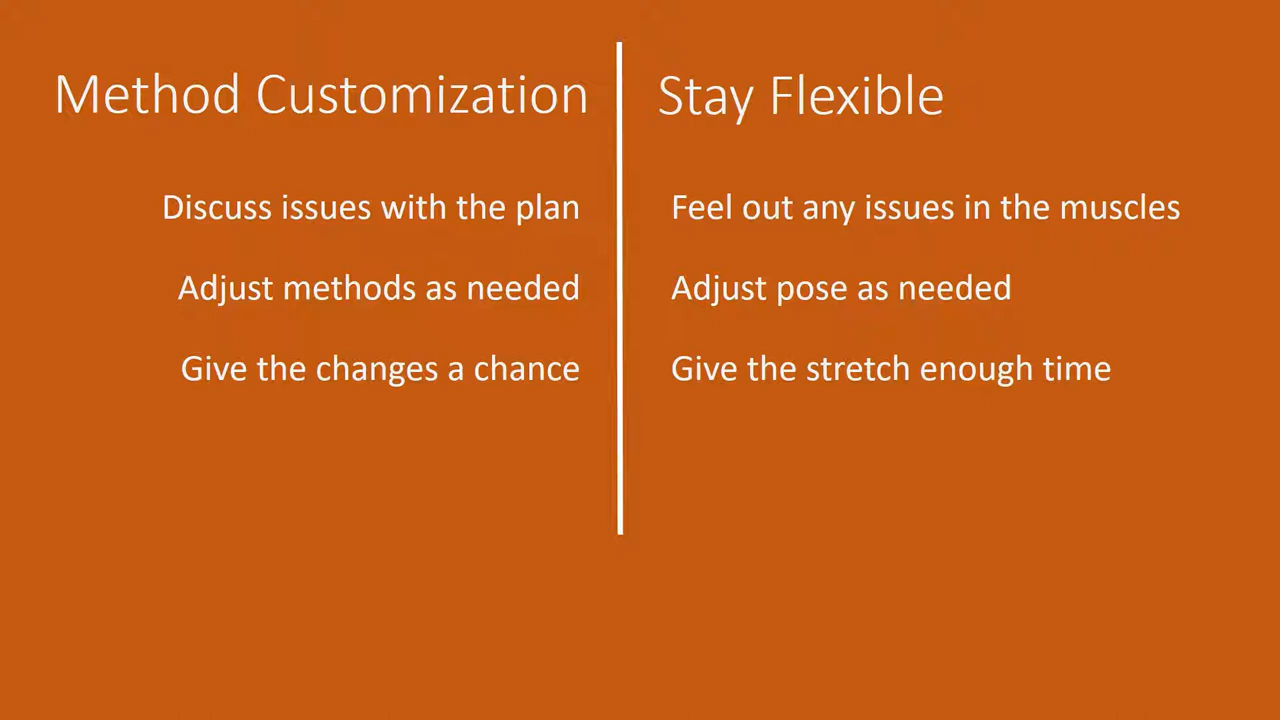 Method Customization
Discuss issues with the plan
Adjust methods as needed
Give the changes a chance
Stay Flexible
Feel out any issues in the muscles
Adjust pose as needed
Give the stretch enough time